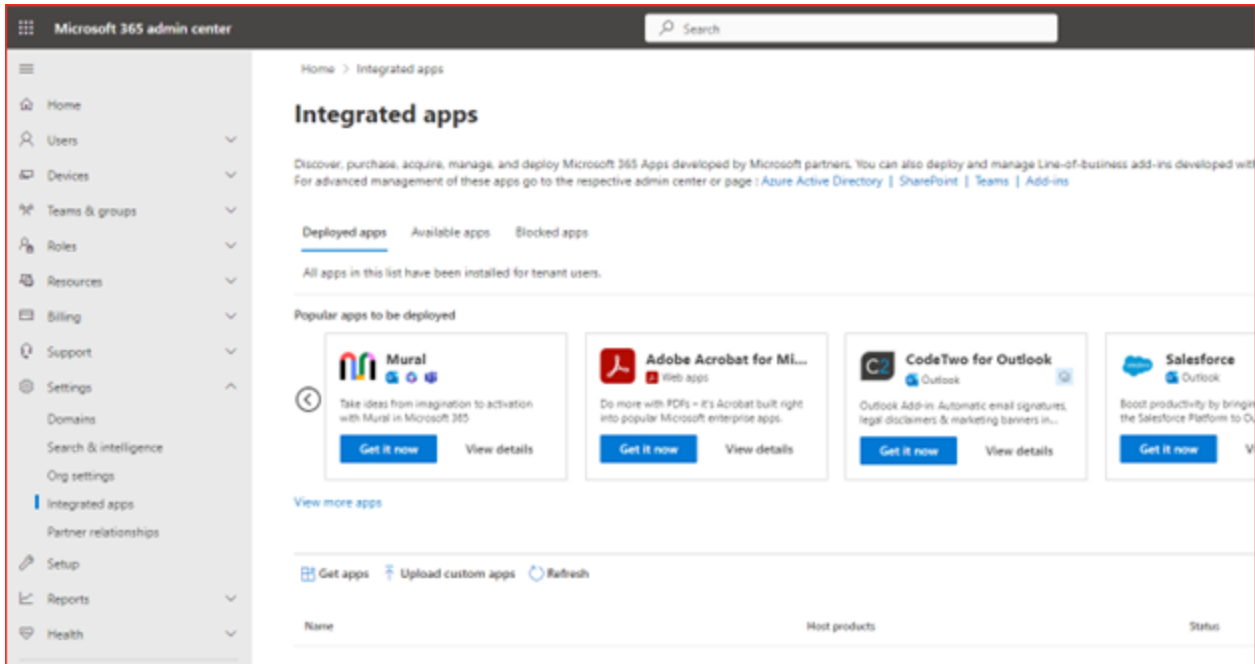 Microsoft 365 admin center
Search
Home
Users
Devices
Teams & groups
Roles
Resources
Billing
Support
Settings
Domains
Search & intelligence
Org settings
Integrated apps
Partner relationships
Setup
Reports
Health
Home > Integrated apps
Integrated apps
Discover, purchase, acquire, manage, and deploy Microsoft 365 Apps developed by Microsoft partners. You can also deploy and manage Line-of-business add-ins developed wit
For advanced management of these apps go to the respective admin center or page : Azure Active Directory | SharePoint | Teams | Add-ins
Deployed apps Available apps Blocked apps
All apps in this list have been installed for tenant users.
Popular apps to be deployed
Mural
Take ideas from imagination to activation
with Mural in Microsoft 365
Get it now View details
Adobe Acrobat for Mi...
Web apps
Do more with PDFs – it's Acrobat built right
into popular Microsoft enterprise apps.
Get it now View details
C2
CodeTwo for Outlook
Outlook
Outlook Add-in: Automatic email signatures,
legal disclaimers & marketing banners in...
Get it now View details
Salesforce
Outlook
Boost productivity by bringin
the Salesforce Platform to Ou
Get it now V
View more apps
Get apps Upload custom apps Refresh
Name Host products Status